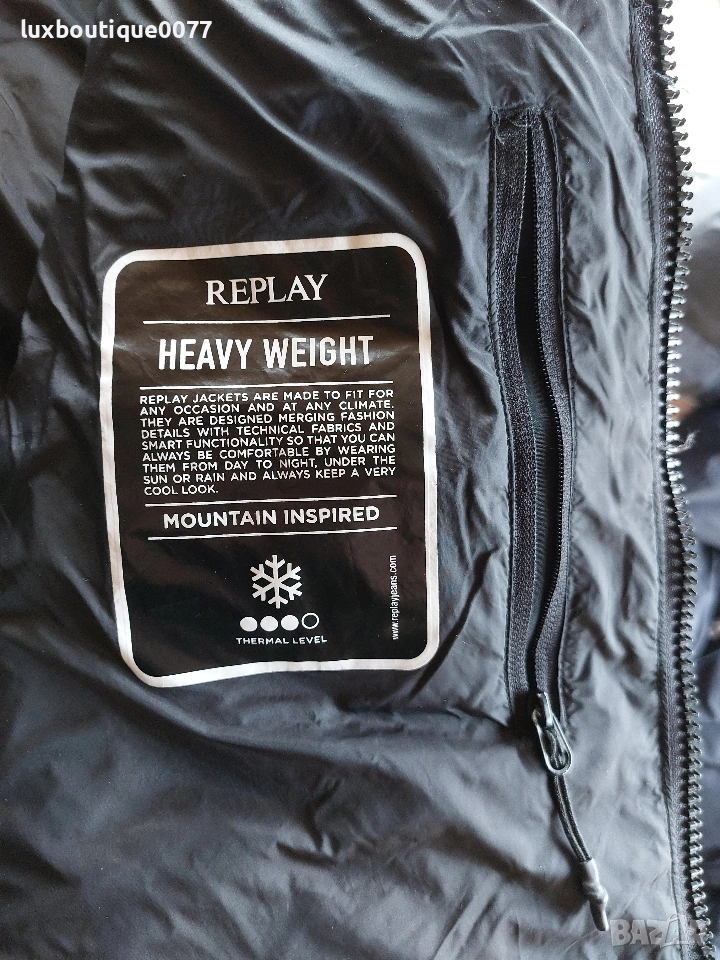 luxboutique0077
REPLAY
HEAVY WEIGHT
REPLAY JACKETS ARE MADE TO FIT FOR
ANY OCCASION AND AT ANY CLIMATE.
THEY ARE DESIGNED MERGING FASHION
DETAILS WITH TECHNICAL FABRICS AND
SMART FUNCTIONALITY SO THAT YOU CAN
ALWAYS BE COMFORTABLE BY WEARING
THEM FROM DAY TO NIGHT, UNDER THE
SUN OR RAIN AND ALWAYS KEEP A VERY
COOL LOOK.
MOUNTAIN INSPIRED
THERMAL LEVEL
www.replayjeans.com
BAZAR